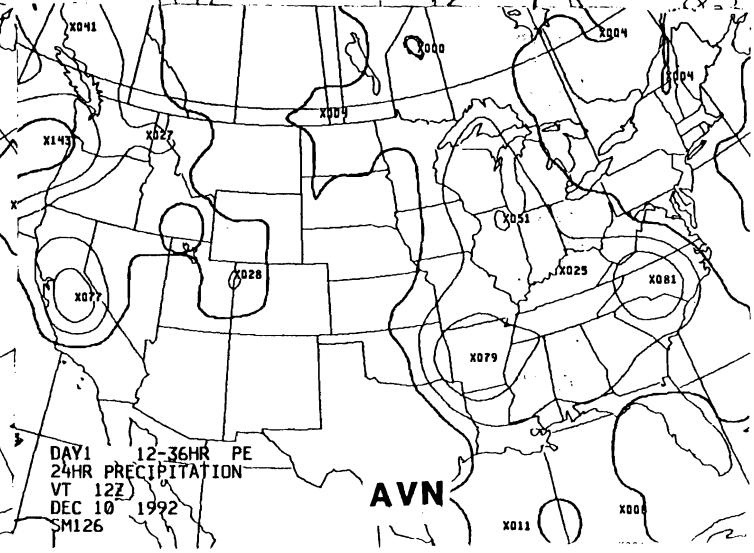 X041
X000
X004
X004
X004
X143
X027
X
X051
X028
X025
X077
X081
X079
DAY1 12-36HR PE
24HR PRECIPITATION
VT 12Z
DEC 10 1992
SM126
AVN
X011